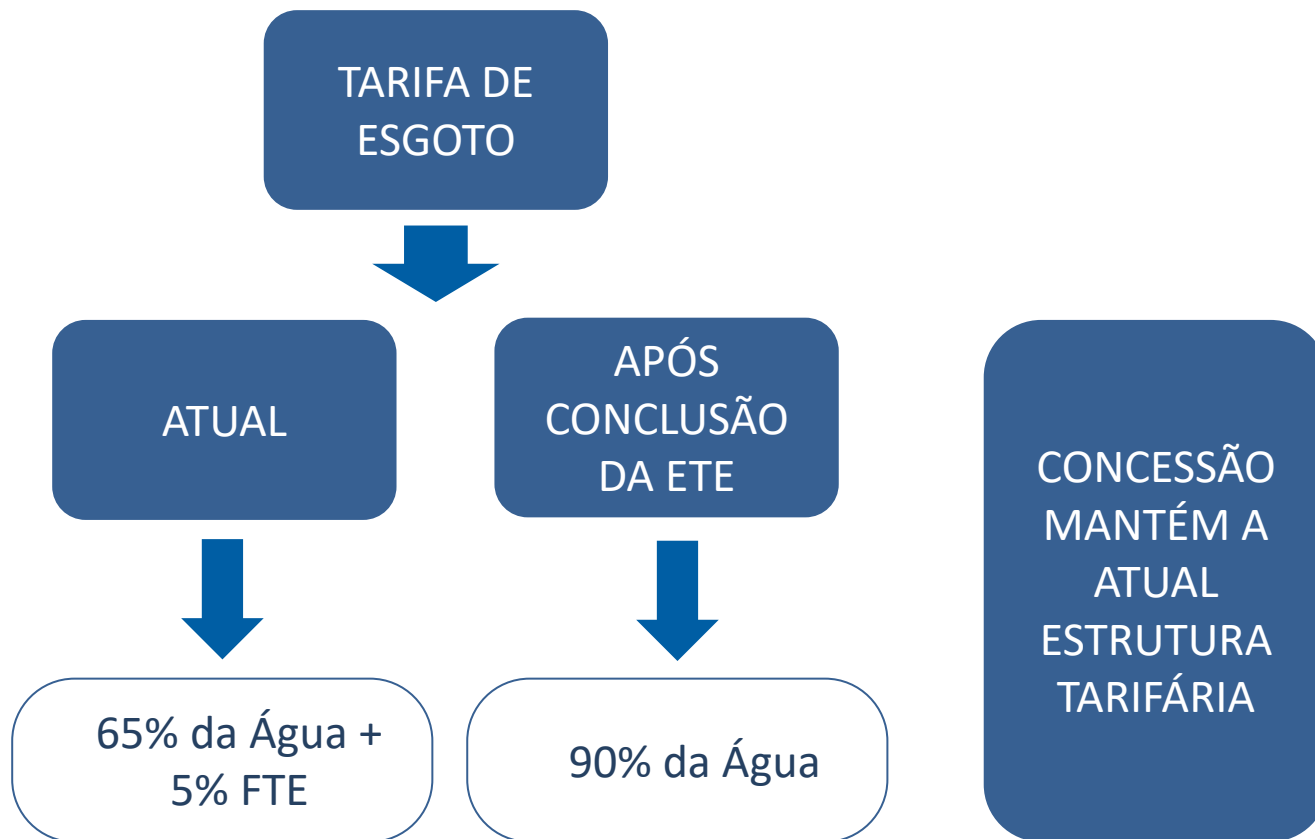 TARIFA DE
ESGOTO
ATUAL
APÓS
CONCLUSÃO
DA ETE
65% da Água +
5% FTE
90% da Água
CONCESSÃO
MANTÉM A
ATUAL
ESTRUTURA
TARIFÁRIA